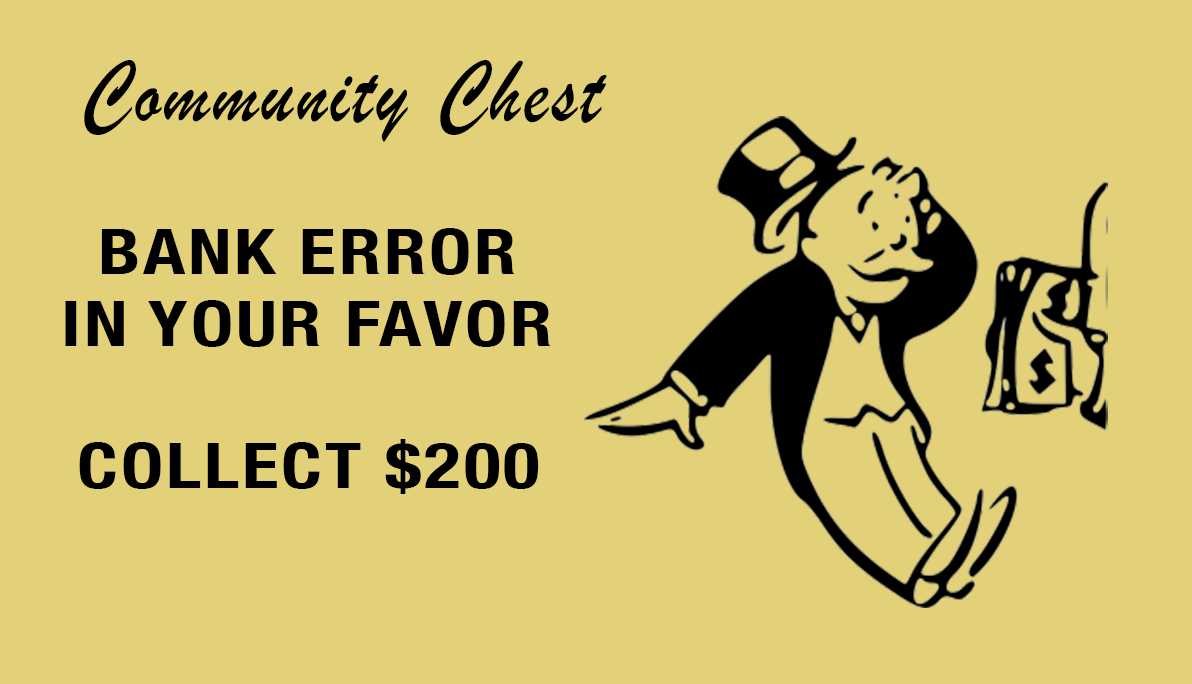 Community Chest
BANK ERROR
IN YOUR FAVOR
COLLECT $200
$
$